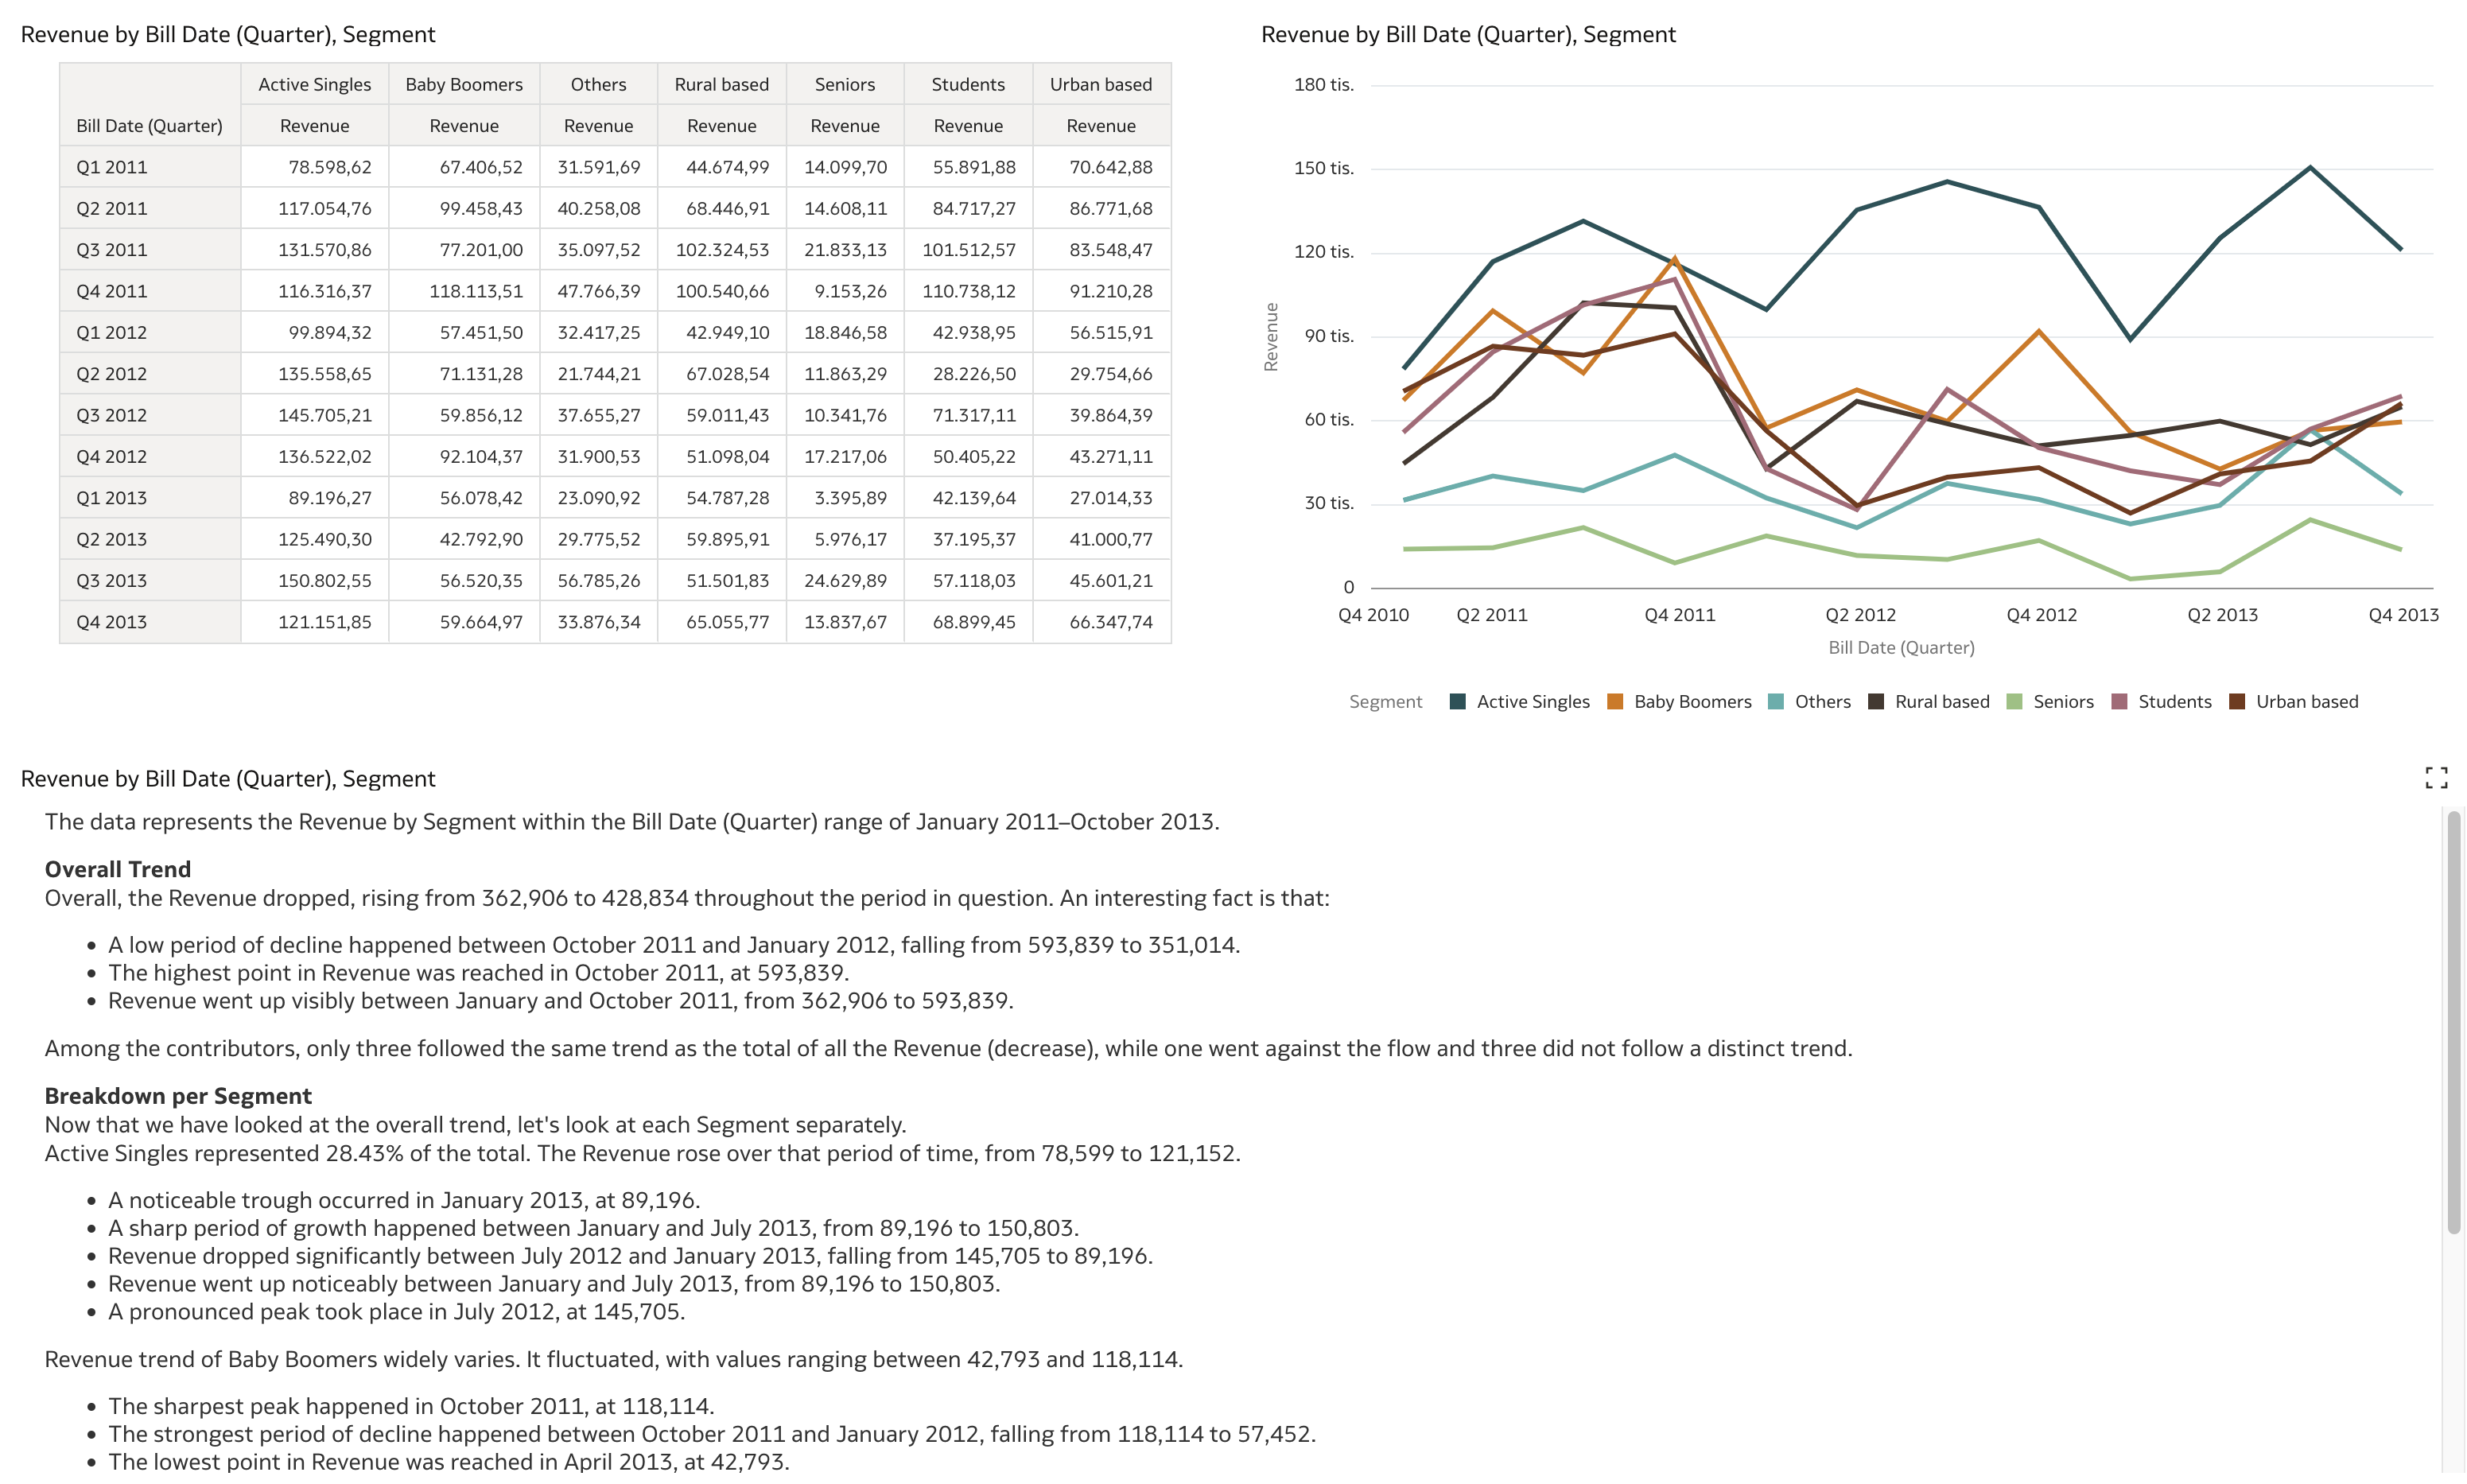 Revenue by Bill Date (Quarter), Segment
Active Singles Baby Boomers Others Rural based Seniors Students Urban based
Bill Date (Quarter) Revenue Revenue Revenue Revenue Revenue Revenue Revenue
Q1 2011 78.598,62 67.406,52 31.591,69 44.674,99 14.099,70 55.891,88 70.642,88
Q2 2011 117.054,76 99.458,43 40.258,08 68.446,91 14.608,11 84.717,27 86.771,68
Q3 2011 131.570,86 77.201,00 35.097,52 102.324,53 21.833,13 101.512,57 83.548,47
Q4 2011 116.316,37 118.113,51 47.766,39 100.540,66 9.153,26 110.738,12 91.210,28
Q1 2012 99.894,32 57.451,50 32.417,25 42.949,10 18.846,58 42.938,95 56.515,91
Q2 2012 135.558,65 71.131,28 21.744,21 67.028,54 11.863,29 28.226,50 29.754,66
Q3 2012 145.705,21 59.856,12 37.655,27 59.011,43 10.341,76 71.317,11 39.864,39
Q4 2012 136.522,02 92.104,37 31.900,53 51.098,04 17.217,06 50.405,22 43.271,11
Q1 2013 89.196,27 56.078,42 23.090,92 54.787,28 3.395,89 42.139,64 27.014,33
Q2 2013 125.490,30 42.792,90 29.775,52 59.895,91 5.976,17 37.195,37 41.000,77
Q3 2013 150.802,55 56.520,35 56.785,26 51.501,83 24.629,89 57.118,03 45.601,21
Q4 2013 121.151,85 59.664,97 33.876,34 65.055,77 13.837,67 68.899,45 66.347,74
Revenue by Bill Date (Quarter), Segment
180 tis.
150 tis.
120 tis.
90 tis.
60 tis.
30 tis.
0
Revenue
Q4 2010 Q2 2011 Q4 2011 Q2 2012 Q4 2012 Q2 2013 Q4 2013
Bill Date (Quarter)
Segment Active Singles Baby Boomers Others Rural based Seniors Students Urban based
Revenue by Bill Date (Quarter), Segment
The data represents the Revenue by Segment within the Bill Date (Quarter) range of January 2011–October 2013.
Overall Trend
Overall, the Revenue dropped, rising from 362,906 to 428,834 throughout the period in question. An interesting fact is that:
• A low period of decline happened between October 2011 and January 2012, falling from 593,839 to 351,014.
• The highest point in Revenue was reached in October 2011, at 593,839.
• Revenue went up visibly between January and October 2011, from 362,906 to 593,839.
Among the contributors, only three followed the same trend as the total of all the Revenue (decrease), while one went against the flow and three did not follow a distinct trend.
Breakdown per Segment
Now that we have looked at the overall trend, let's look at each Segment separately.
Active Singles represented 28.43% of the total. The Revenue rose over that period of time, from 78,599 to 121,152.
• A noticeable trough occurred in January 2013, at 89,196.
• A sharp period of growth happened between January and July 2013, from 89,196 to 150,803.
• Revenue dropped significantly between July 2012 and January 2013, falling from 145,705 to 89,196.
• Revenue went up noticeably between January and July 2013, from 89,196 to 150,803.
• A pronounced peak took place in July 2012, at 145,705.
Revenue trend of Baby Boomers widely varies. It fluctuated, with values ranging between 42,793 and 118,114.
• The sharpest peak happened in October 2011, at 118,114.
• The strongest period of decline happened between October 2011 and January 2012, falling from 118,114 to 57,452.
• The lowest point in Revenue was reached in April 2013, at 42,793.